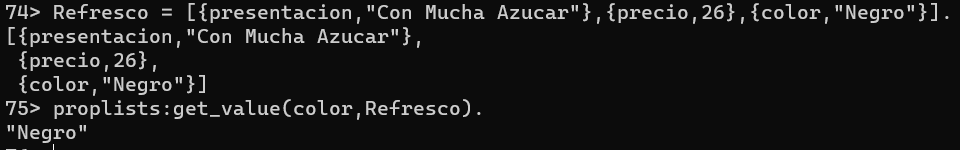 74> Refresco = [{presentacion,"Con Mucha Azucar"},{precio,26},{color,"Negro"}].
[{presentacion,"Con Mucha Azucar"},
 {precio,26},
 {color,"Negro"}]
75> proplists:get_value(color,Refresco).
"Negro"